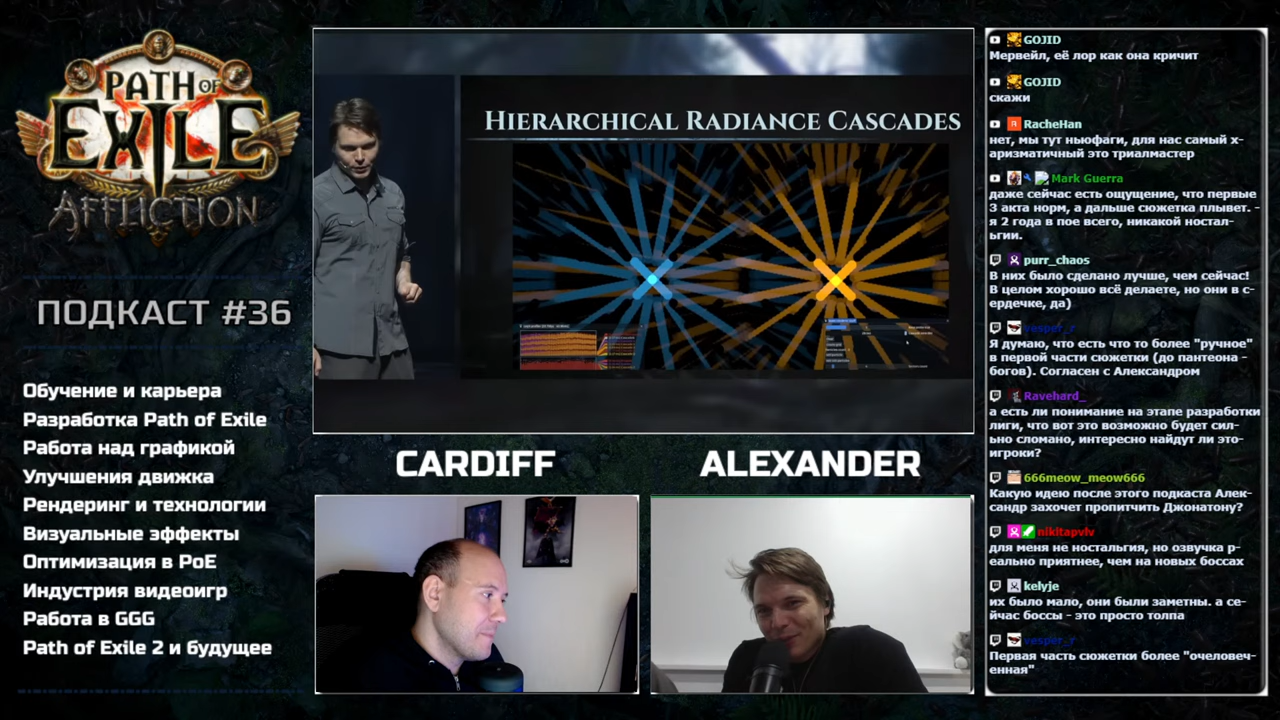 PATH OF
EXILE
AFFLICTION
ПОДКАСТ #36
Обучение и карьера
Разработка Path of Exile
Работа над графикой
Улучшения движка
Рендеринг и технологии
Визуальные эффекты
Оптимизация в PoE
Индустрия видеоигр
Работа в GGG
Path of Exile 2 и будущее
HIERARCHICAL RADIANCE CASCADES
CARDIFF
ALEXANDER
GOJID
Мервейл, её лор как она кричит
GOJID
скажи
RacheHan
нет, мы тут ньюфаги, для нас самый х-
аризматичный это триалмастер
Mark Guerra
даже сейчас есть ощущение, что первые
3 акта норм, а дальше сюжетка плывет. -
я 2 года в пое всего, никакой носталь-
ьгии.
purr_chaos
В них было сделано лучше, чем сейчас!
В целом хорошо всё делаете, но они в с-
ердечке, да)
vesper_r
Я думаю, что есть что то более "ручное"
в первой части сюжетки (до пантеона -
богов). Согласен с Александром
Ravehard_
а есть ли понимание на этапе разработки
лиги, что вот это возможно будет сил-
ьно сломано, интересно найдут ли это-
игроки?
666meow_meow666
Какую идею после этого подкаста Алек-
сандр захочет пропитчить Джонатону?
nikitapvlv
для меня не ностальгия, но озвучка р-
еально приятнее, чем на новых боссах
kelyje
их было мало, они были заметны. а се-
йчас боссы - это просто толпа
vesper_r
Первая часть сюжетки более "очеловеч-
енная"